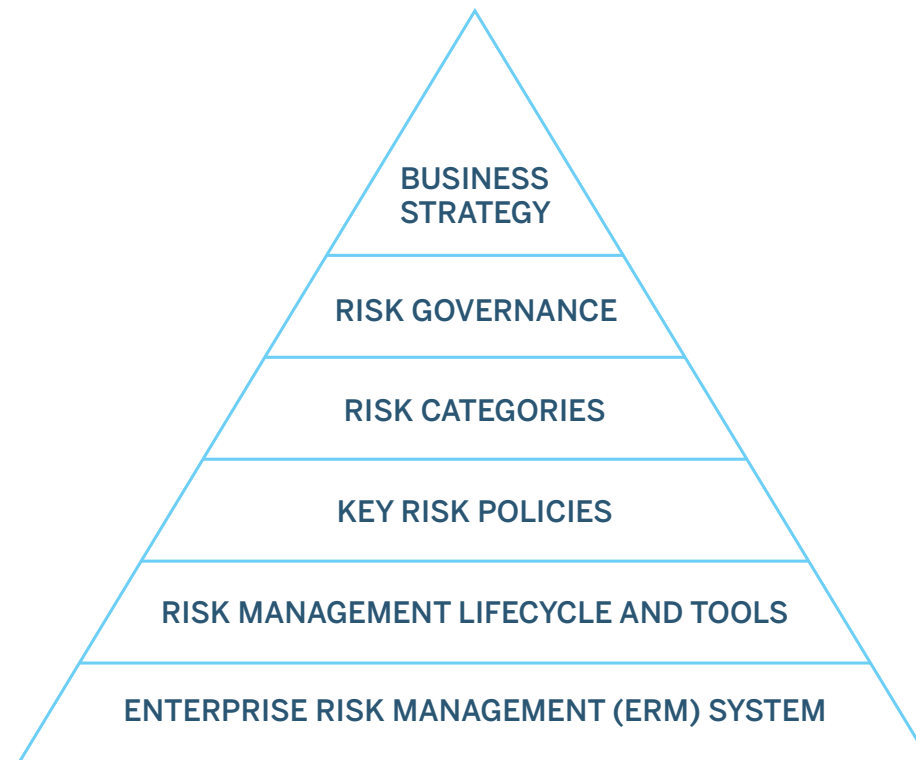 BUSINESS
STRATEGY
RISK GOVERNANCE
RISK CATEGORIES
KEY RISK POLICIES
RISK MANAGEMENT LIFECYCLE AND TOOLS
ENTERPRISE RISK MANAGEMENT (ERM) SYSTEM